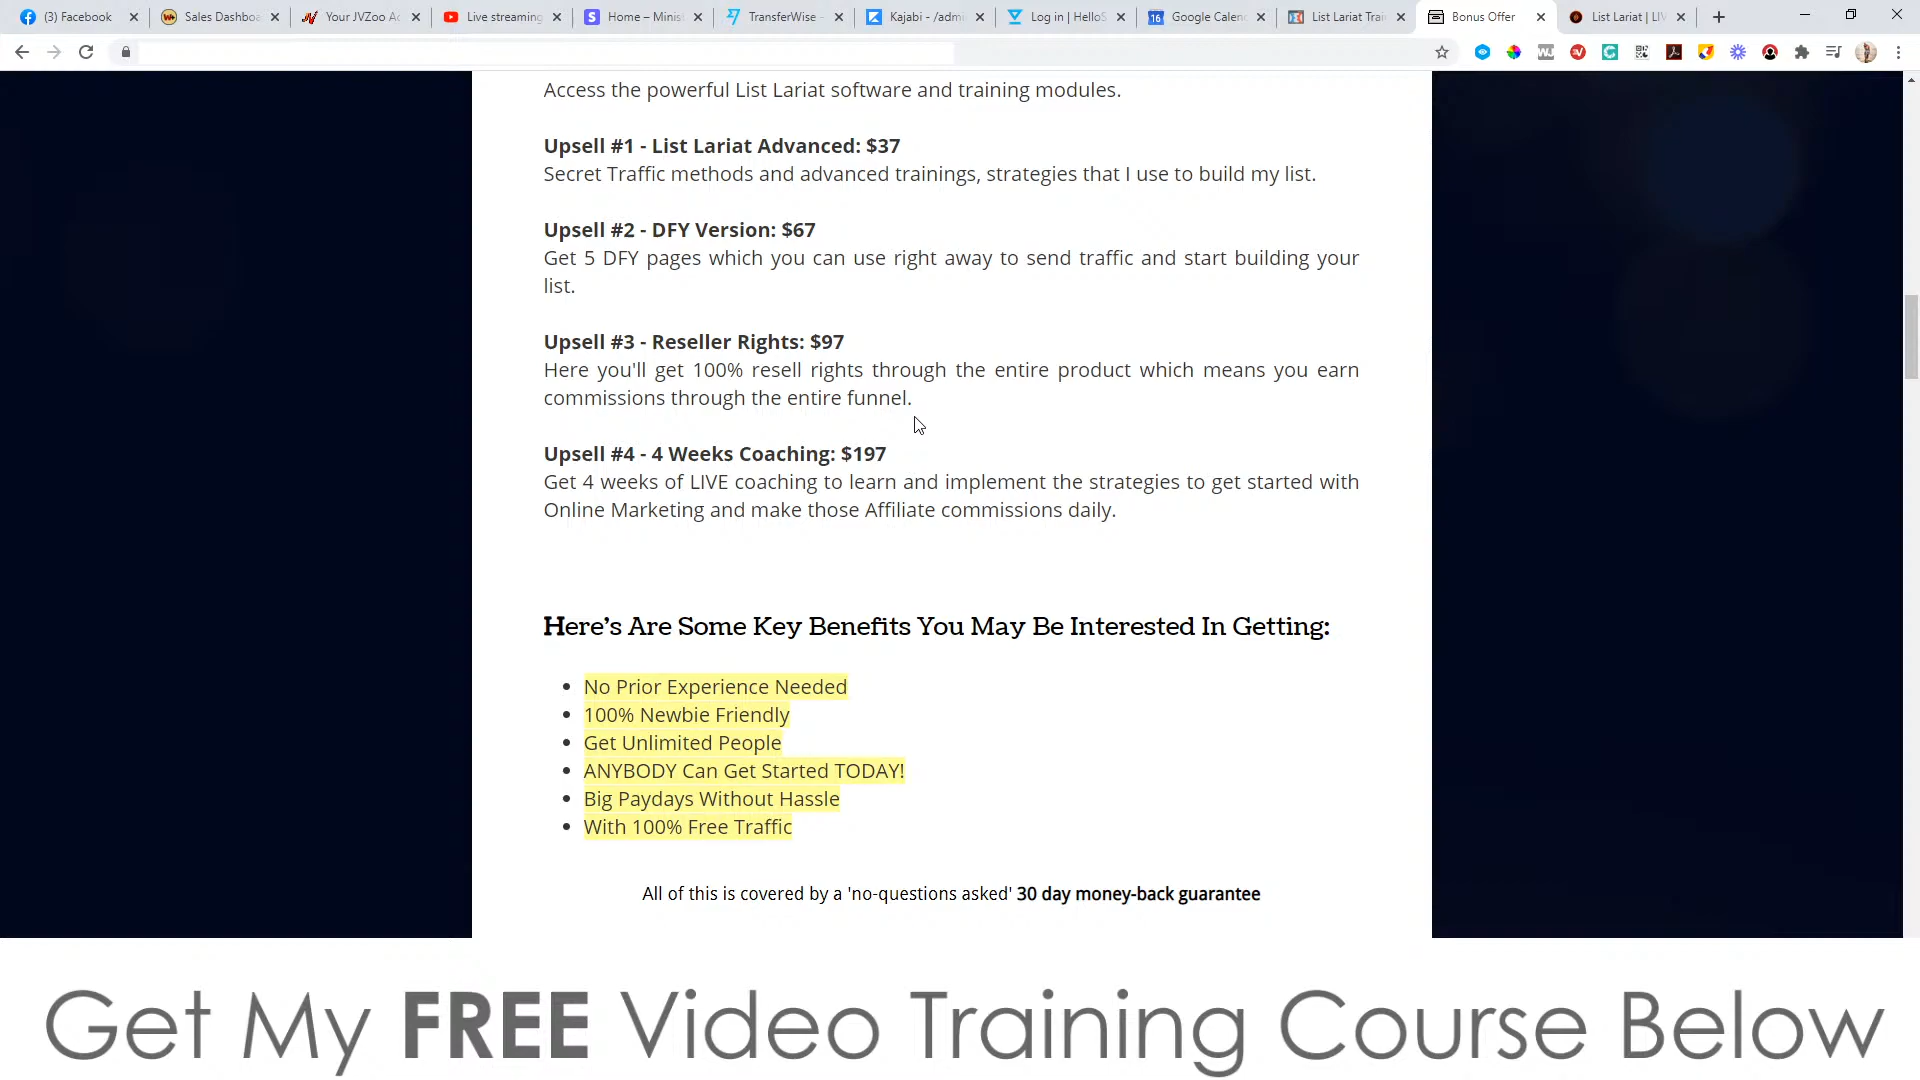 (3) Facebook
Sales Dashboa
Your JVZoo Ac
Live streaming
Home – Minis
TransferWise -
Kajabi - /admi
Log in | HelloS
16 Google Calen
List Lariat Train
Bonus Offer
List Lariat | LIV
Access the powerful List Lariat software and training modules.
Upsell #1 - List Lariat Advanced: $37
Secret Traffic methods and advanced trainings, strategies that I use to build my list.
Upsell #2 - DFY Version: $67
Get 5 DFY pages which you can use right away to send traffic and start building your
list.
Upsell #3 - Reseller Rights: $97
Here you'll get 100% resell rights through the entire product which means you earn
commissions through the entire funnel.
Upsell #4 - 4 Weeks Coaching: $197
Get 4 weeks of LIVE coaching to learn and implement the strategies to get started with
Online Marketing and make those Affiliate commissions daily.
Here's Are Some Key Benefits You May Be Interested In Getting:
No Prior Experience Needed
100% Newbie Friendly
Get Unlimited People
ANYBODY Can Get Started TODAY!
Big Paydays Without Hassle
With 100% Free Traffic
All of this is covered by a 'no-questions asked' 30 day money-back guarantee
Get My FREE Video Training Course Below